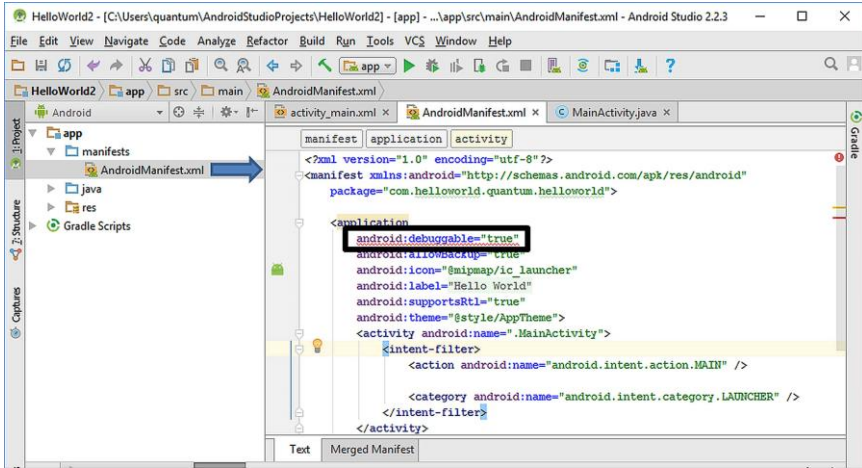 HelloWorld2 - [C:\Users\quantum\AndroidStudioProjects\HelloWorld2] - [app] - ...\app\src\main\AndroidManifest.xml - Android Studio 2.2.3
File Edit View Navigate Code Analyze Refactor Build Run Tools VCS Window Help
app
HelloWorld2 app src main AndroidManifest.xml
Android
activity_main.xml AndroidManifest.xml MainActivity.java
1: Project
2: Structure
Captures
Gradle
app
manifests
AndroidManifest.xml
java
res
Gradle Scripts
manifest application activity
<?xml version="1.0" encoding="utf-8"?>
<manifest xmlns:android="http://schemas.android.com/apk/res/android"
package="com.helloworld.quantum.helloworld">
<application
android:debuggable="true"
android:allowBackup="true"
android:icon="@mipmap/ic_launcher"
android:label="Hello World"
android:supportsRtl="true"
android:theme="@style/AppTheme">
<activity android:name=".MainActivity">
<intent-filter>
<action android:name="android.intent.action.MAIN" />
<category android:name="android.intent.category.LAUNCHER" />
</intent-filter>
</activity>
Text Merged Manifest